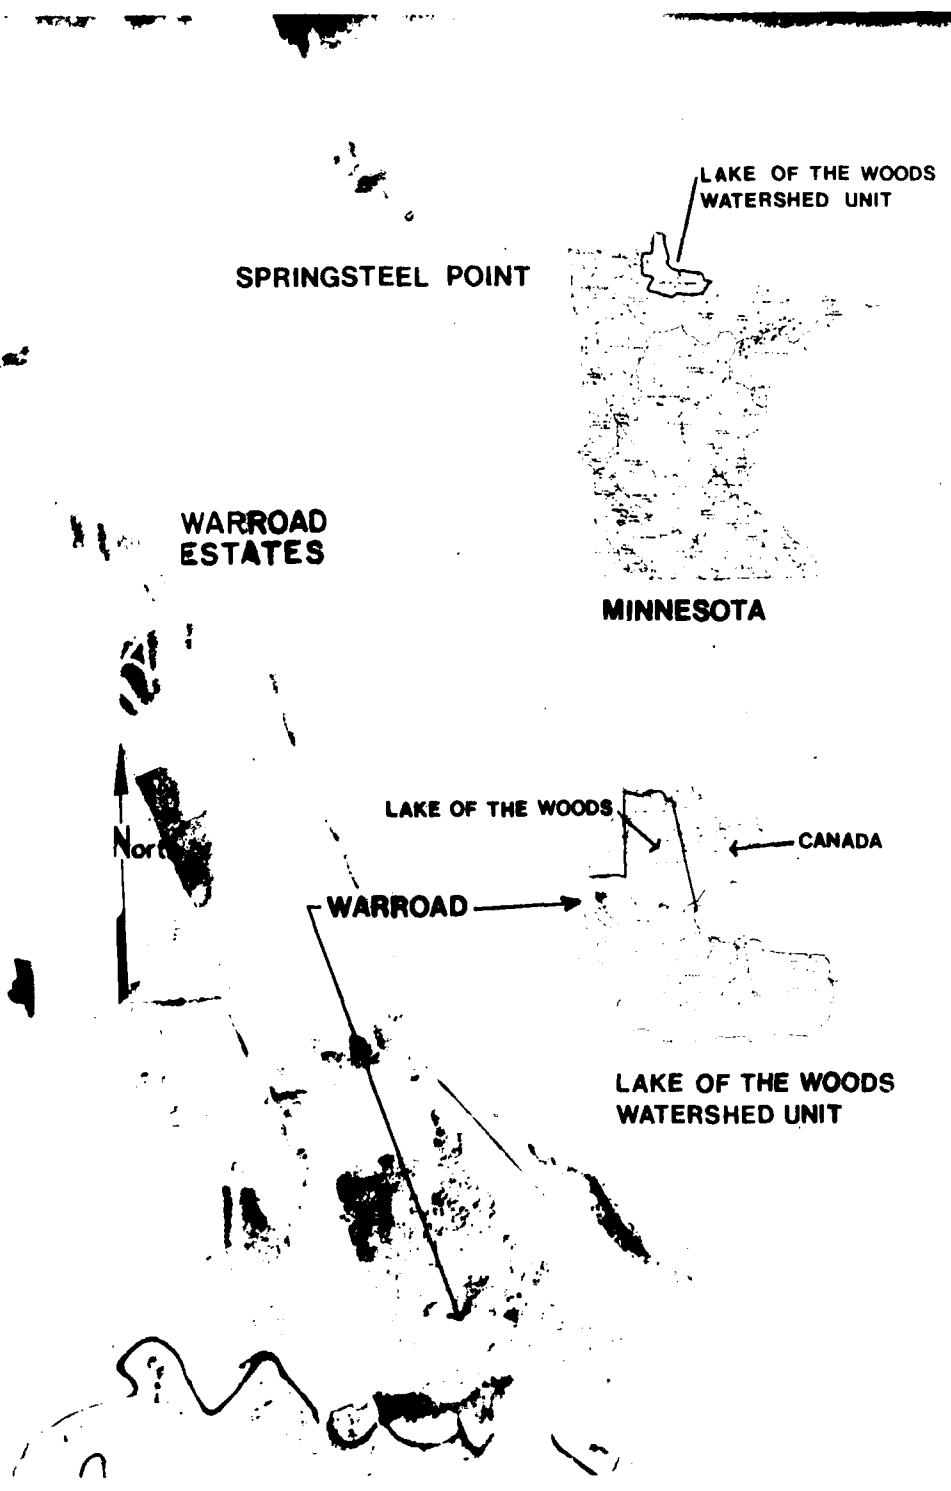 LAKE OF THE WOODS
WATERSHED UNIT
SPRINGSTEEL POINT
WARROAD
ESTATES
MINNESOTA
LAKE OF THE WOODS
CANADA
North
WARROAD
LAKE OF THE WOODS
WATERSHED UNIT